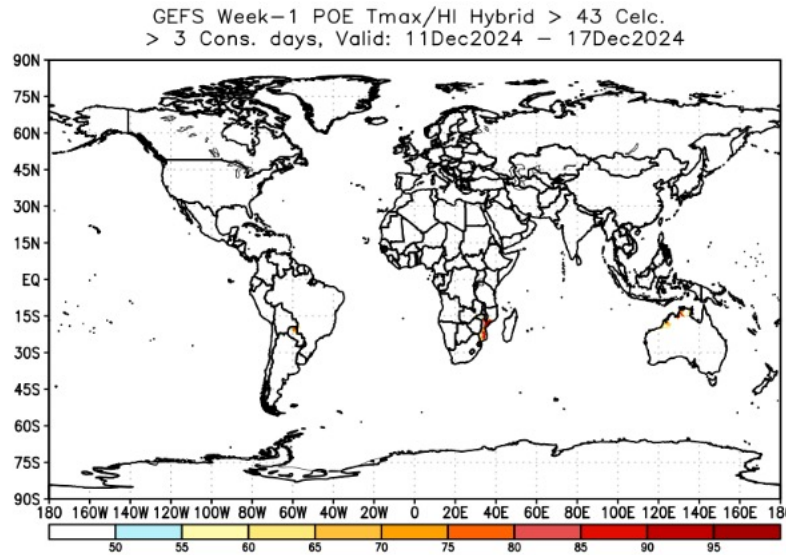 GEFS Week-1 POE Tmax/HI Hybrid > 43 Celc.
> 3 Cons. days, Valid: 11Dec2024 - 17Dec2024
90N
75N
60N
45N
30N
15N
EQ
15S
30S
45S
60S
75S
90S
180 160W 140W 120W 100W 80W 60W 40W 20W 0 20E 40E 60E 80E 100E 120E 140E 160E 180
50 55 60 65 70 75 80 85 90 95